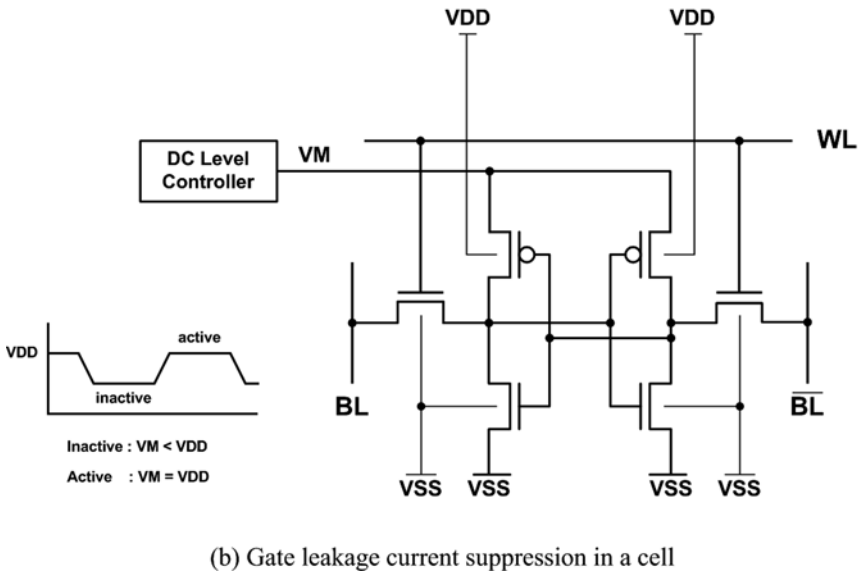 VDD VDD
WL
DC Level
Controller
VM
VDD
active
inactive
BL
BL
Inactive : VM < VDD
Active : VM = VDD
VSS VSS VSS VSS
(b) Gate leakage current suppression in a cell